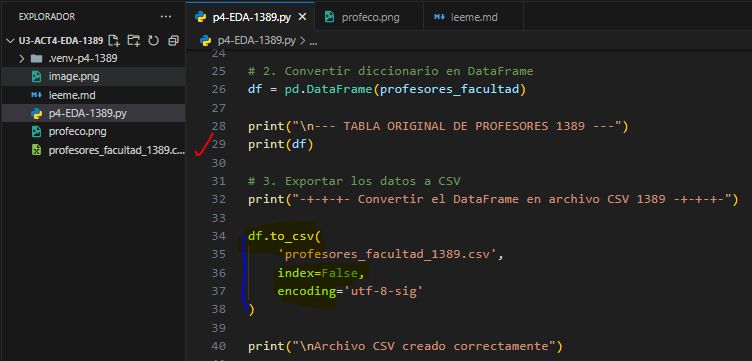 EXPLORADOR
U3-ACT4-EDA-1389
.venv-p4-1389
image.png
leeme.md
p4-EDA-1389.py
profeco.png
profesores_facultad_1389.c...
p4-EDA-1389.py
profeco.png
leeme.md
p4-EDA-1389.py > ...
24
25 # 2. Convertir diccionario en DataFrame
26 df = pd.DataFrame(profesores_facultad)
27
28 print("\n--- TABLA ORIGINAL DE PROFESORES 1389 ---")
29 print(df)
30
31 # 3. Exportar los datos a CSV
32 print("-+-+-+- Convertir el DataFrame en archivo CSV 1389 -+-+-+-")
33
34 df.to_csv(
35 'profesores_facultad_1389.csv',
36 index=False,
37 encoding='utf-8-sig'
38 )
39
40 print("\nArchivo CSV creado correctamente")